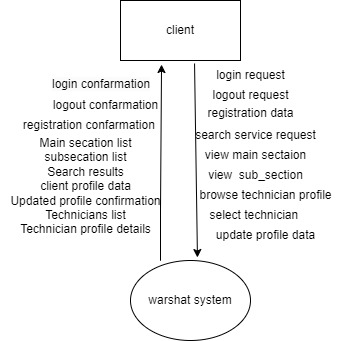 client
login confarmation
logout confarmation
registration confarmation
Main secation list
subsecation list
Search results
client profile data
Updated profile confirmation
Technicians list
Technician profile details
login request
logout request
registration data
search service request
view main sectaion
view sub_section
browse technician profile
select technician
update profile data
warshat system